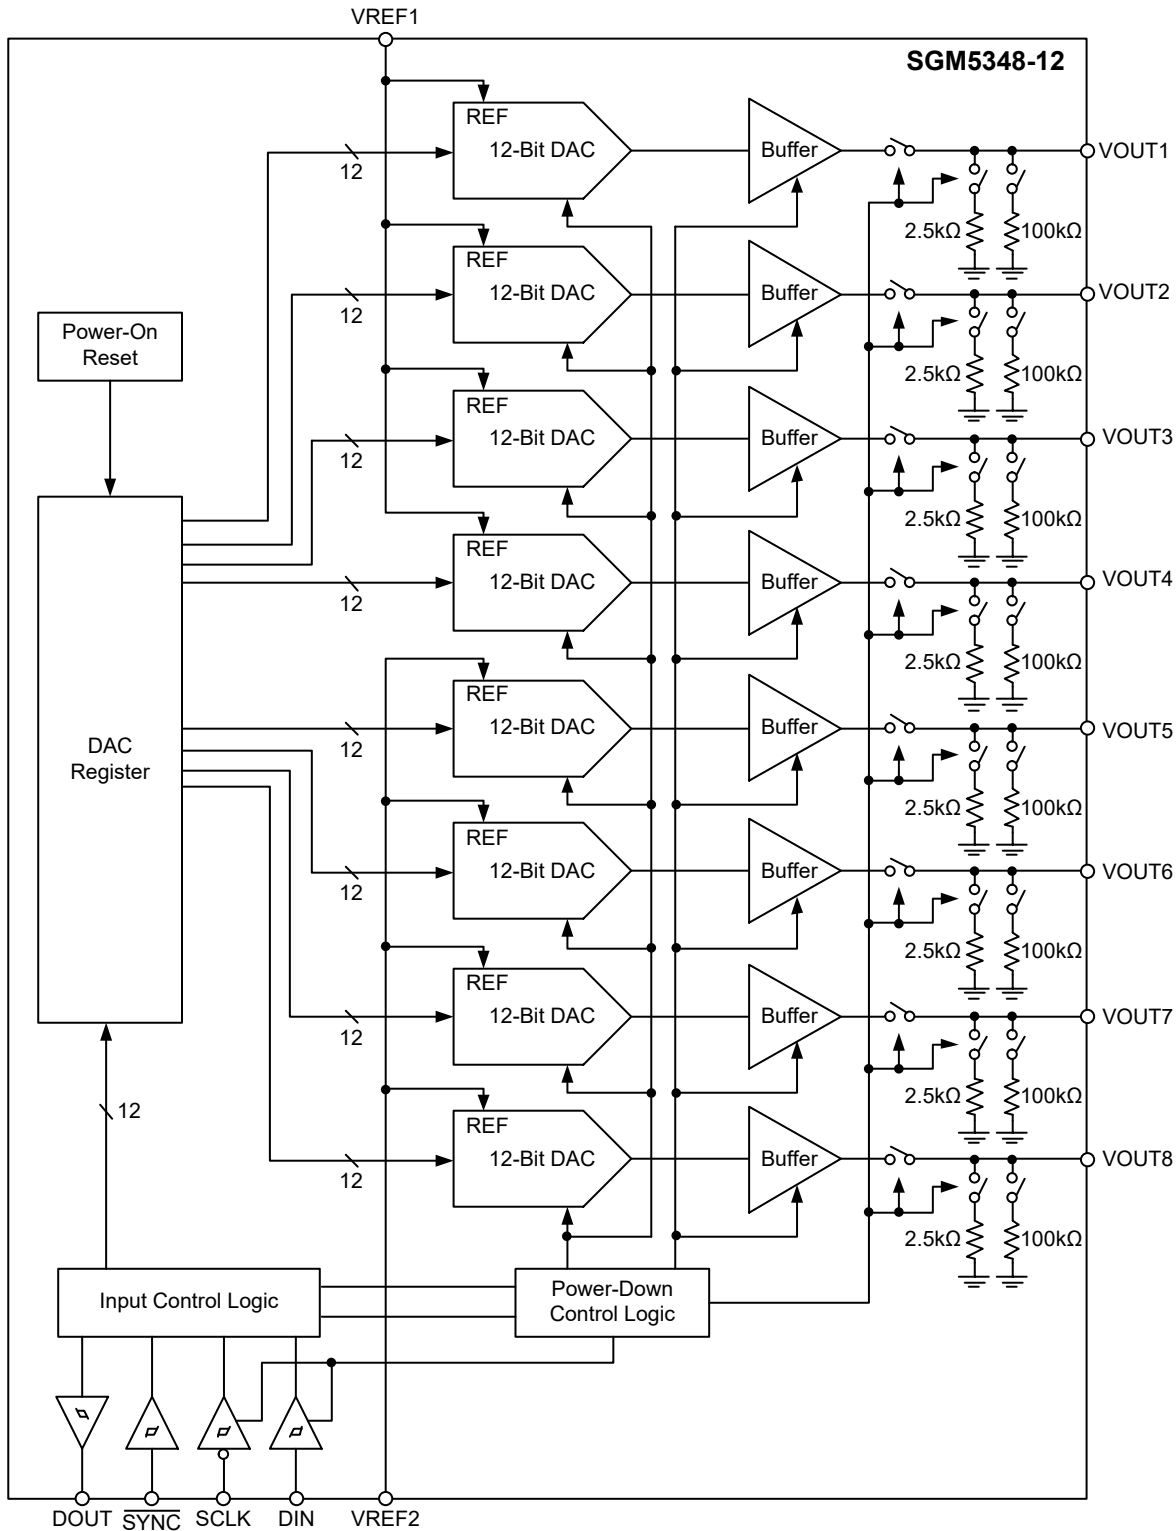 VREF1
SGM5348-12
REF
12-Bit DAC
Buffer
VOUT1
12
2.5kΩ
100kΩ
REF
12-Bit DAC
Buffer
VOUT2
12
2.5kΩ
100kΩ
Power-On
Reset
REF
12-Bit DAC
Buffer
VOUT3
12
2.5kΩ
100kΩ
REF
12-Bit DAC
Buffer
VOUT4
12
2.5kΩ
100kΩ
DAC
Register
REF
12-Bit DAC
Buffer
VOUT5
12
2.5kΩ
100kΩ
REF
12-Bit DAC
Buffer
VOUT6
12
2.5kΩ
100kΩ
REF
12-Bit DAC
Buffer
VOUT7
12
2.5kΩ
100kΩ
12
REF
12-Bit DAC
Buffer
VOUT8
12
2.5kΩ
100kΩ
Input Control Logic
Power-Down
Control Logic
DOUT
SYNC
SCLK
DIN
VREF2